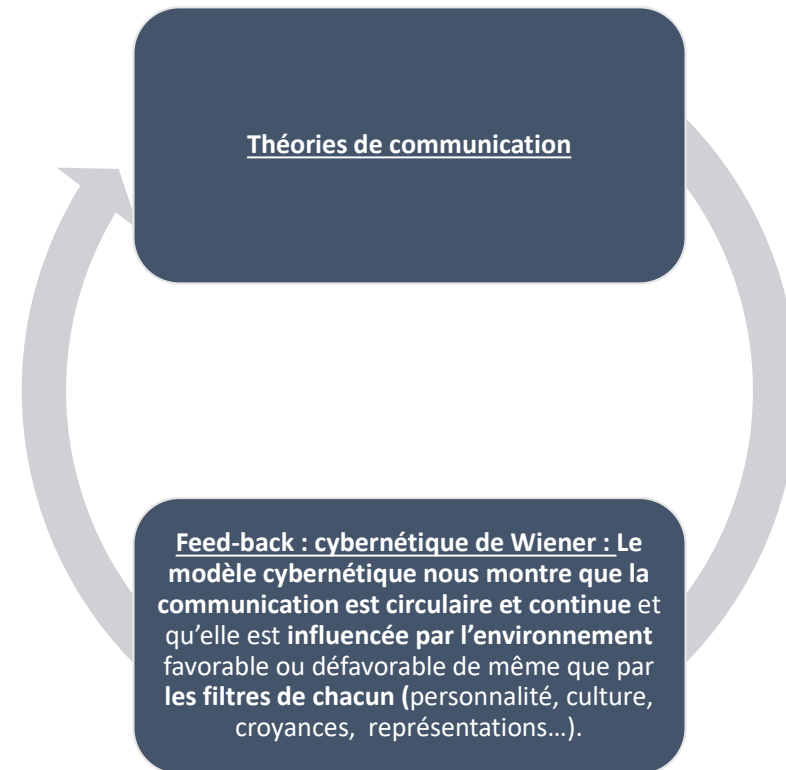 Théories de communication
Feed-back : cybernétique de Wiener : Le
modèle cybernétique nous montre que la
communication est circulaire et continue et
qu’elle est influencée par l’environnement
favorable ou défavorable de même que par
les filtres de chacun (personnalité, culture,
croyances, représentations…).